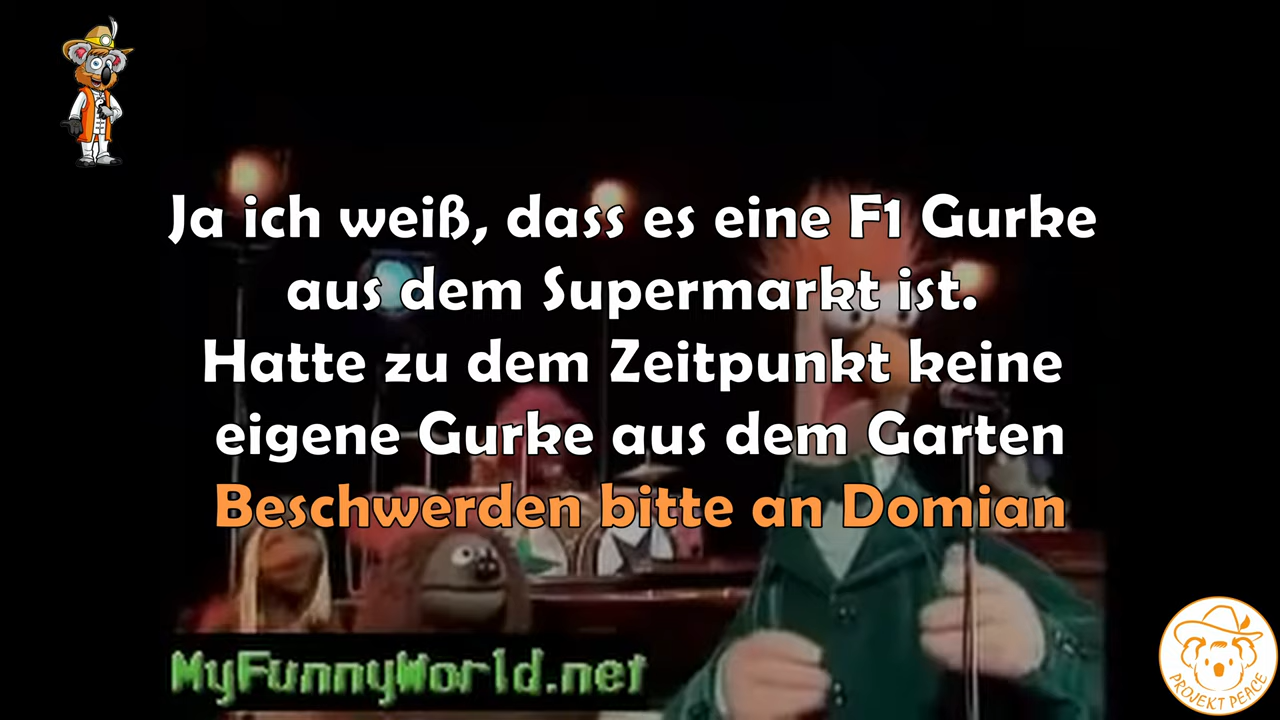 Ja ich weiß, dass es eine F1 Gurke
aus dem Supermarkt ist.
Hatte zu dem Zeitpunkt keine
eigene Gurke aus dem Garten
Beschwerden bitte an Domian
MyFunnyWorld.net
PROJEKT PEACE